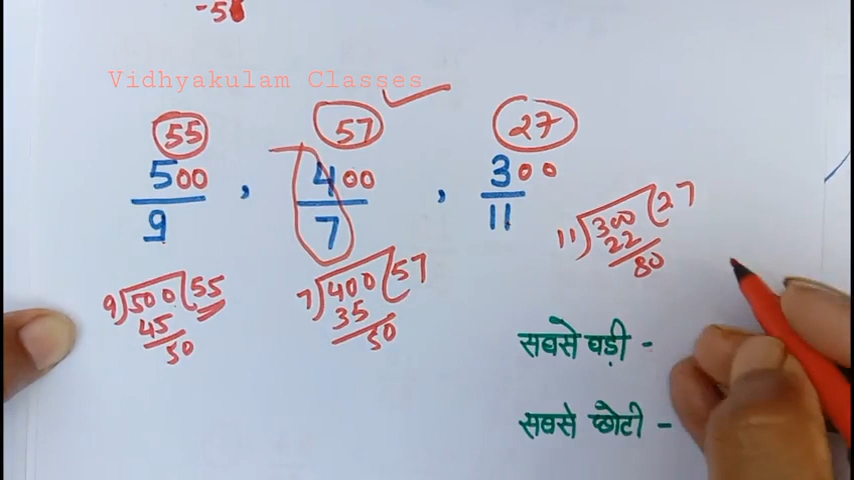 -5
Vidhyakulam Classes
55 57 27
500/9 , 400/7 , 300/11
11)300(27
22
80
9)500(55 7)400(57
45 35
50 50
सबसे बड़ी -
सबसे छोटी -